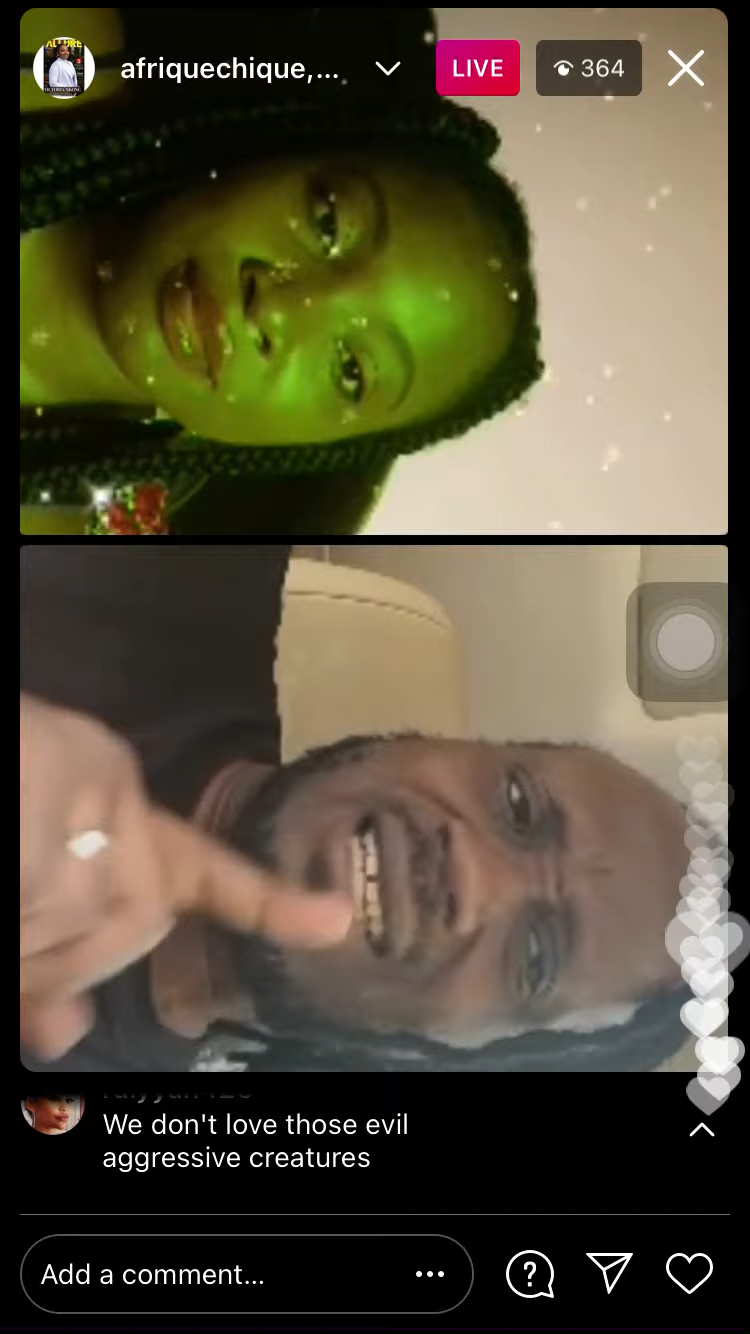 afriquechique,...
LIVE
364
We don't love those evil
aggressive creatures
Add a comment...